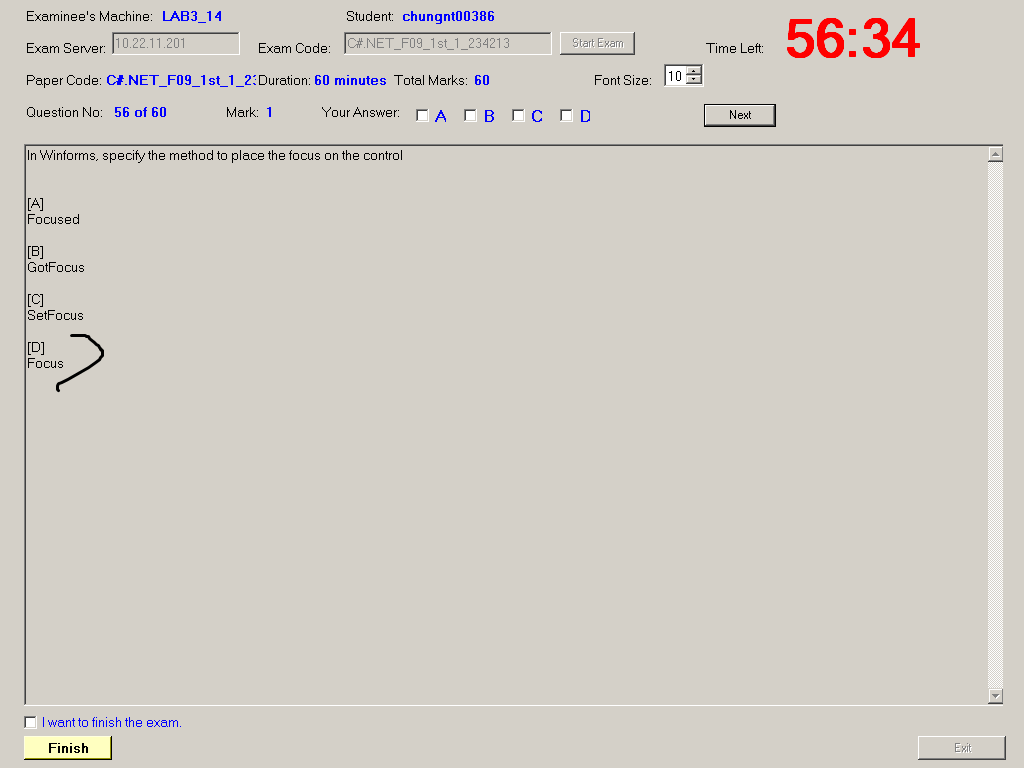 Examinee's Machine: LAB3_14 Student: chungnt00386
Exam Server: 10.22.11.201 Exam Code: C#.NET_F09_1st_1_234213 Start Exam Time Left: 56:34
Paper Code: C#.NET_F09_1st_1_23 Duration: 60 minutes Total Marks: 60 Font Size: 10
Question No: 56 of 60 Mark: 1 Your Answer: A B C D Next
In Winforms, specify the method to place the focus on the control
[A]
Focused
[B]
GotFocus
[C]
SetFocus
[D]
Focus
I want to finish the exam.
Finish Exit